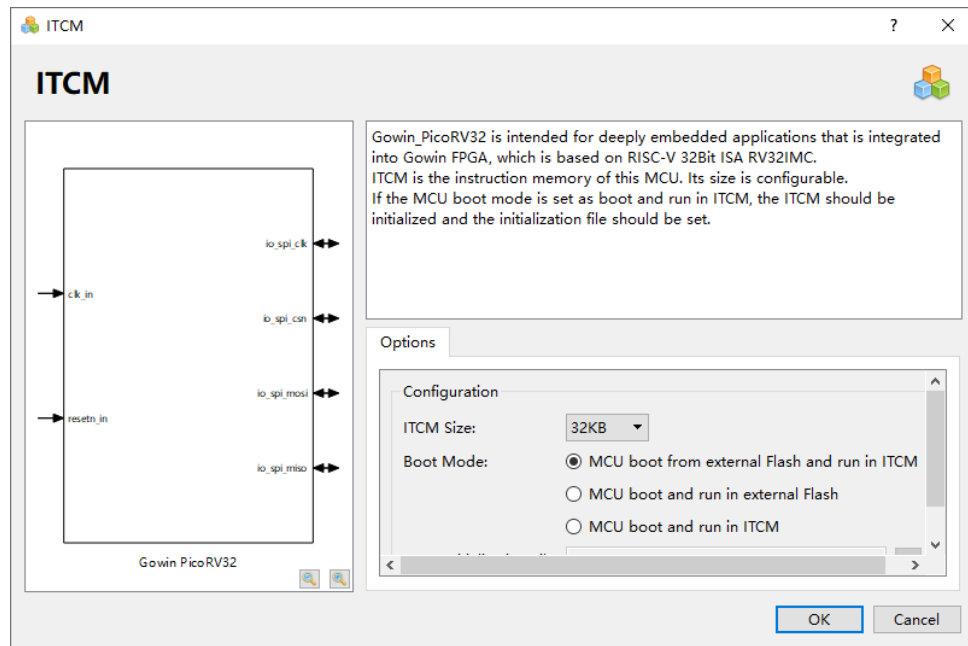 ITCM
?
ITCM
Gowin_PicoRV32 is intended for deeply embedded applications that is integrated
into Gowin FPGA, which is based on RISC-V 32Bit ISA RV32IMC.
ITCM is the instruction memory of this MCU. Its size is configurable.
If the MCU boot mode is set as boot and run in ITCM, the ITCM should be
initialized and the initialization file should be set.
io_spi_clk
clk_in
io_spi_csn
io_spi_mosi
resetn_in
io_spi_miso
Gowin PicoRV32
Options
Configuration
ITCM Size:
32KB
Boot Mode:
MCU boot from external Flash and run in ITCM
MCU boot and run in external Flash
MCU boot and run in ITCM
OK
Cancel